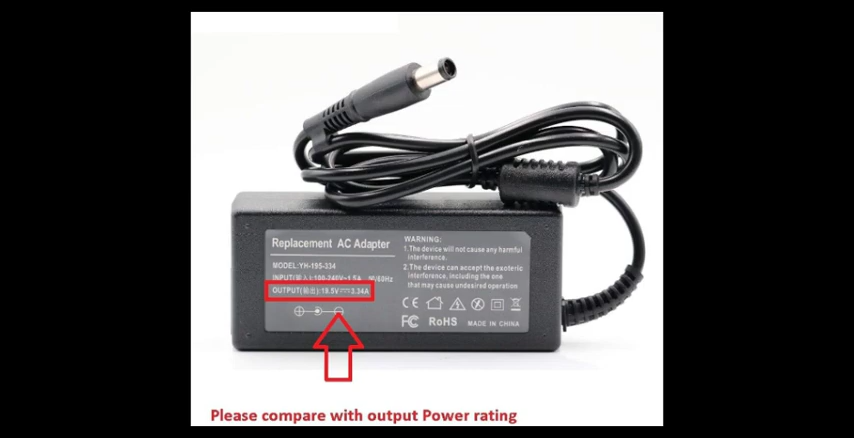 Replacement AC Adapter
MODEL:YH-195-334
INPUT(输入):100-240V~1.5A 50/60Hz
OUTPUT(输出):19.5V⎓3.34A
WARNING:
1.The device will not cause any harmful
interference.
2.The device can accept the esoteric
interference, including the one
that may cause undesired operation
CE
FC RoHS MADE IN CHINA
Please compare with output Power rating